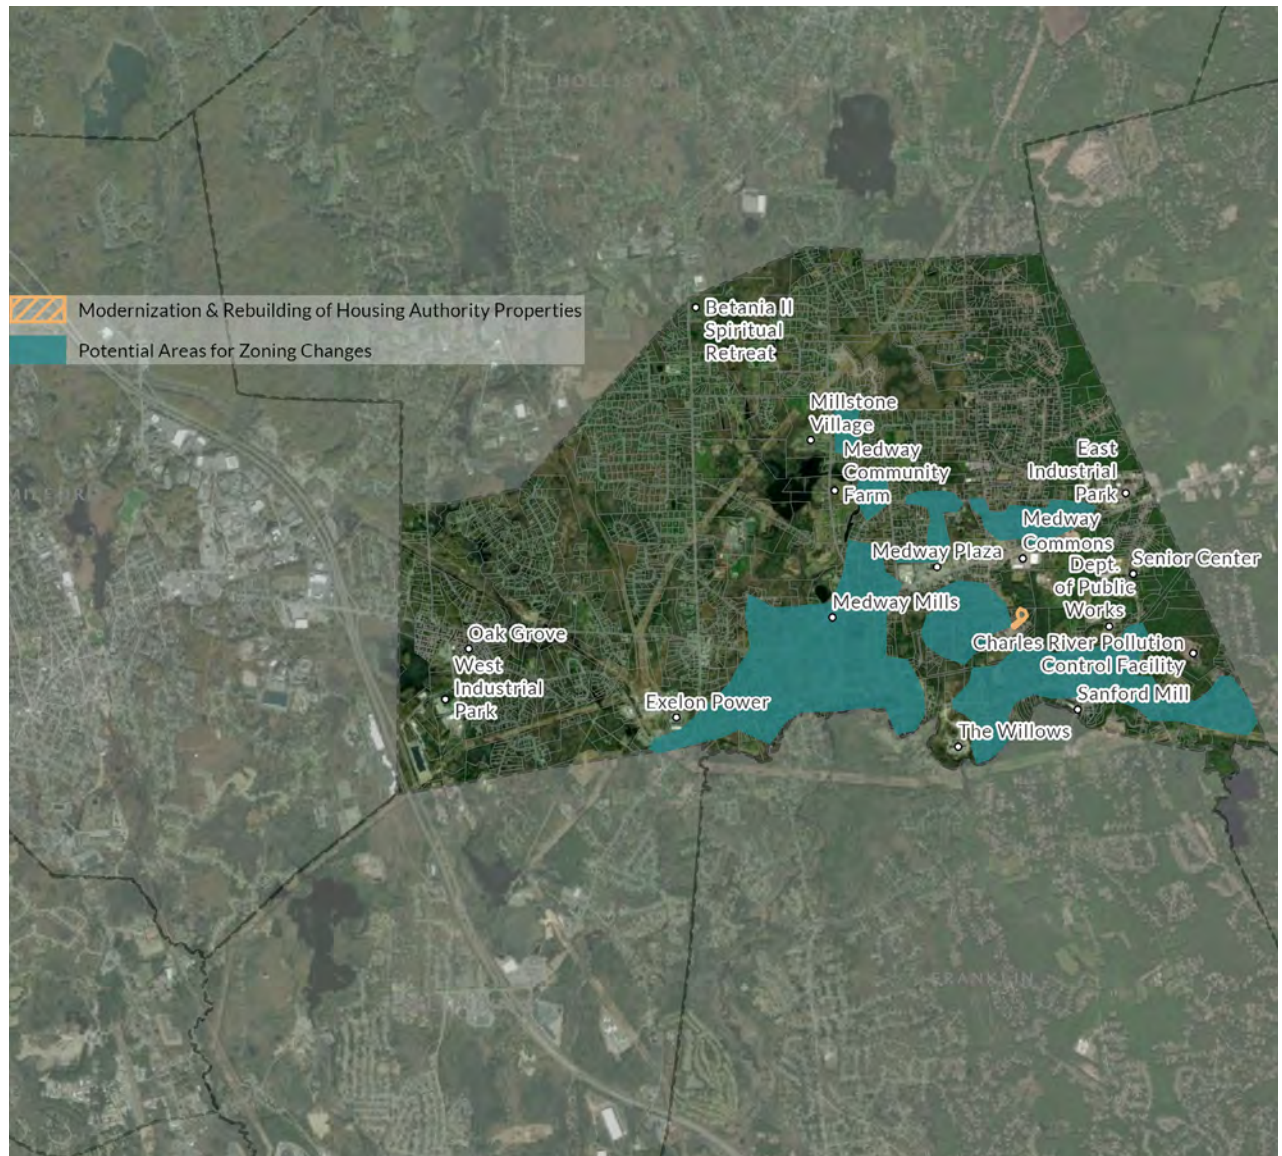 HOLLISTON
Modernization & Rebuilding of Housing Authority Properties
Potential Areas for Zoning Changes
Betania II
Spiritual
Retreat
Millstone
Village
Medway
Community
Farm
East
Industrial
Park
Medway
Commons
Medway Plaza
Dept.
of Public
Works
Senior Center
Medway Mills
Oak Grove
West
Industrial
Park
Charles River Pollution
Control Facility
Exelon Power
Sanford Mill
The Willows
FRANKLIN